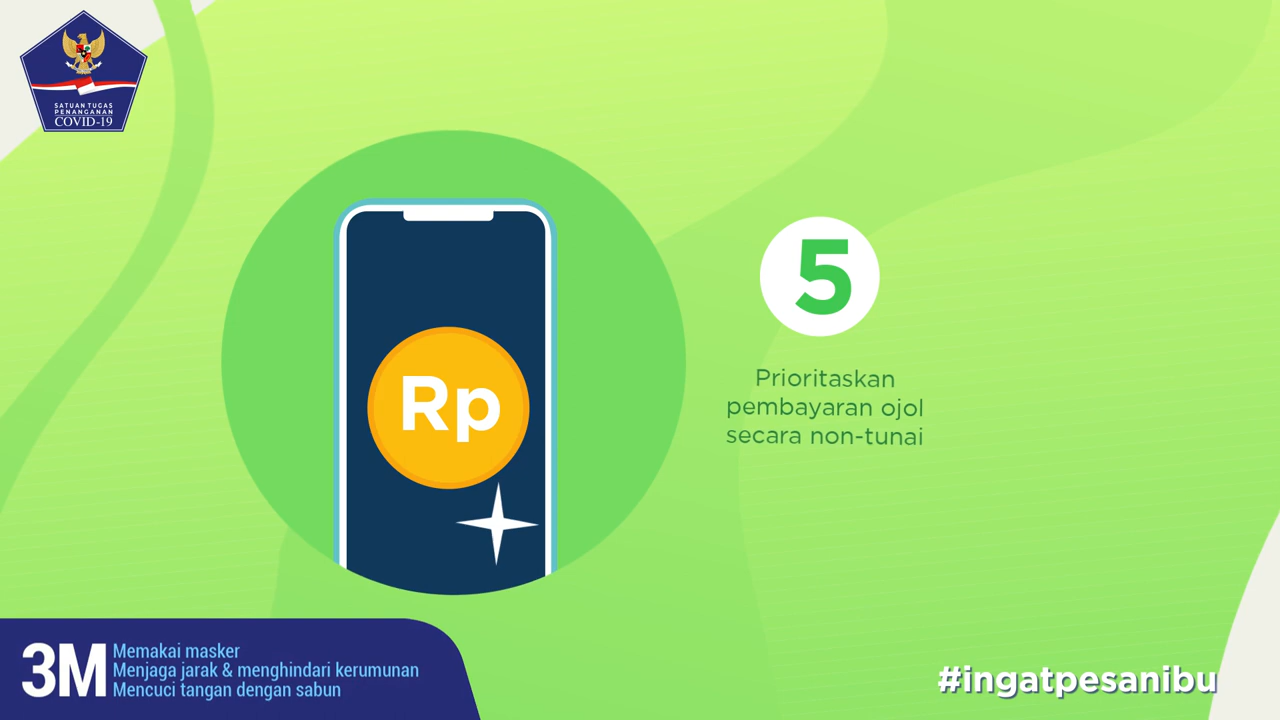 SATUAN TUGAS
PENANGANAN
COVID-19
Rp
5
Prioritaskan
pembayaran ojol
secara non-tunai
3M
Memakai masker
Menjaga jarak & menghindari kerumunan
Mencuci tangan dengan sabun
#ingatpesanibu